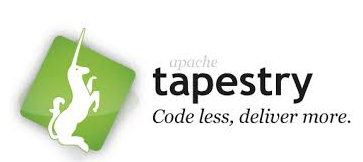 apache
tapestry
Code less, deliver more.